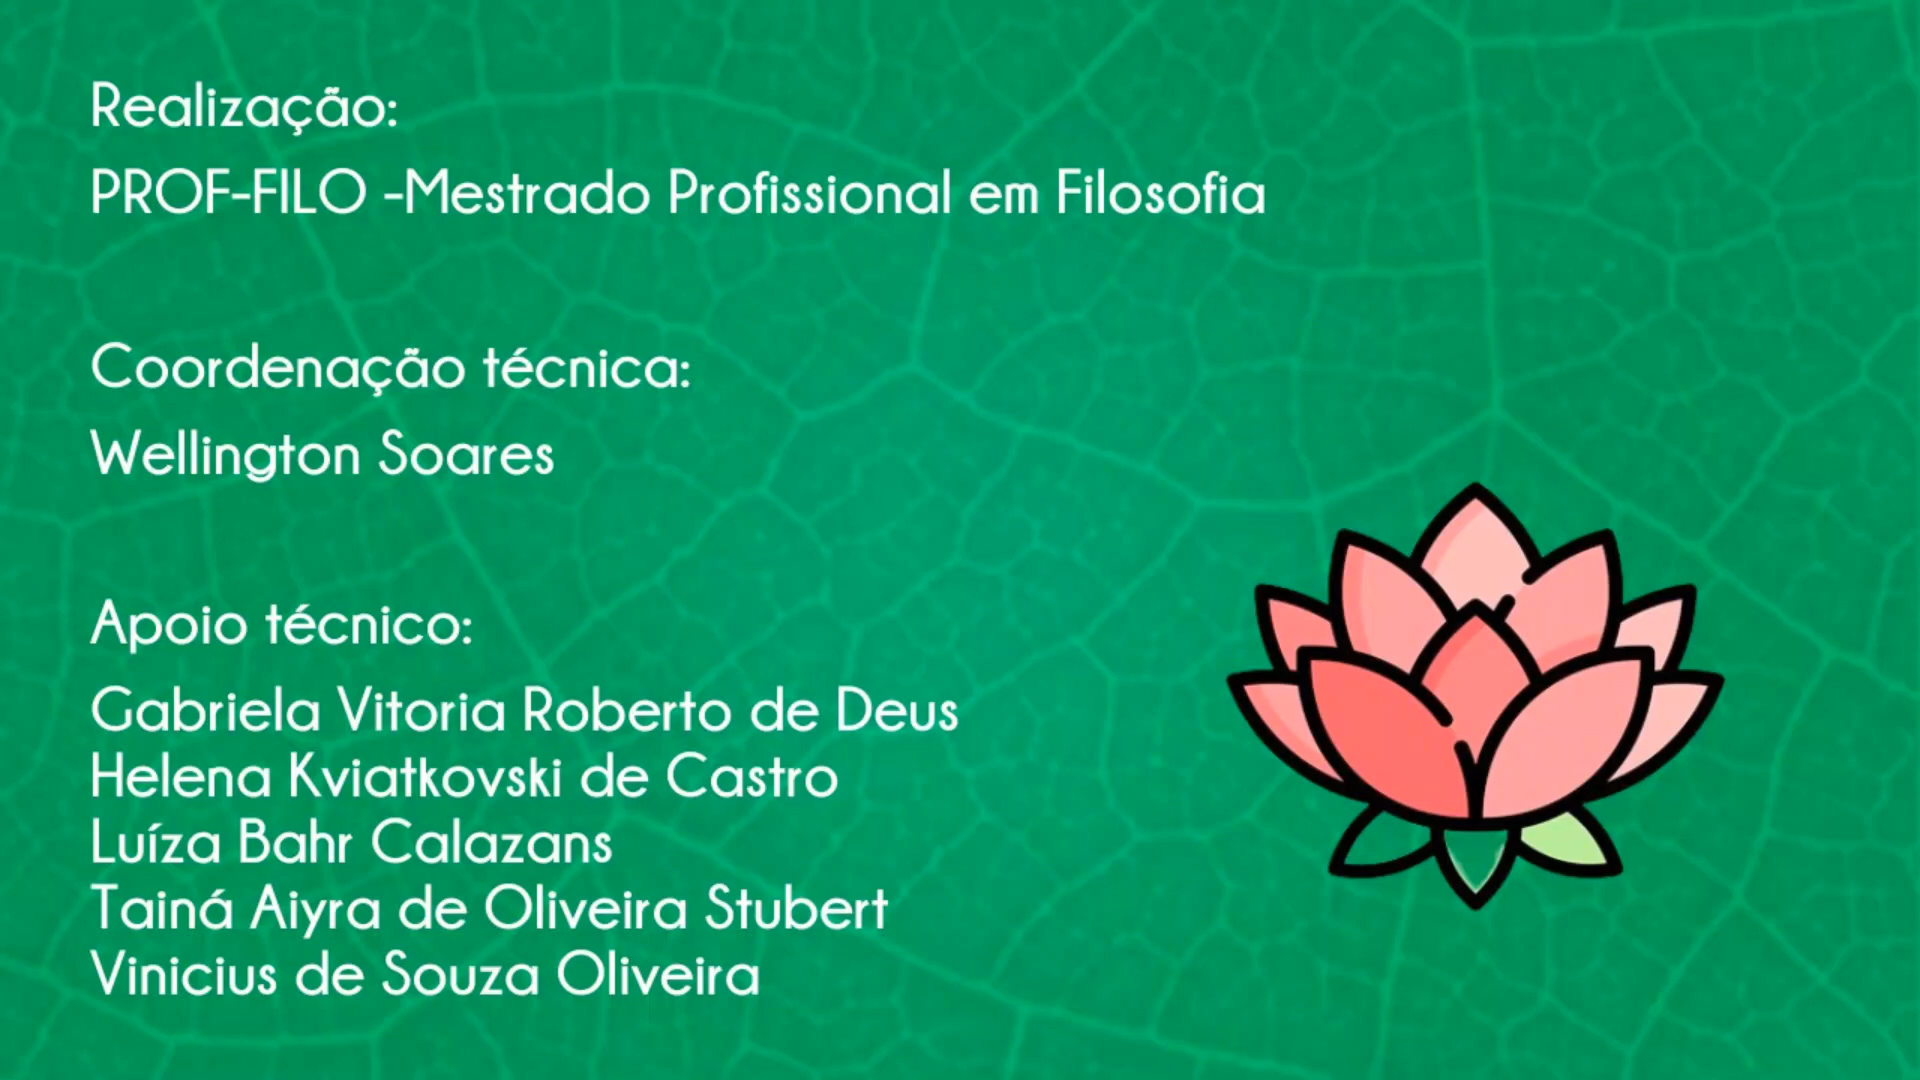 Realização:
PROF-FILO -Mestrado Profissional em Filosofia
Coordenação técnica:
Wellington Soares
Apoio técnico:
Gabriela Vitoria Roberto de Deus
Helena Kviatkovski de Castro
Luíza Bahr Calazans
Tainá Aiyra de Oliveira Stubert
Vinicius de Souza Oliveira